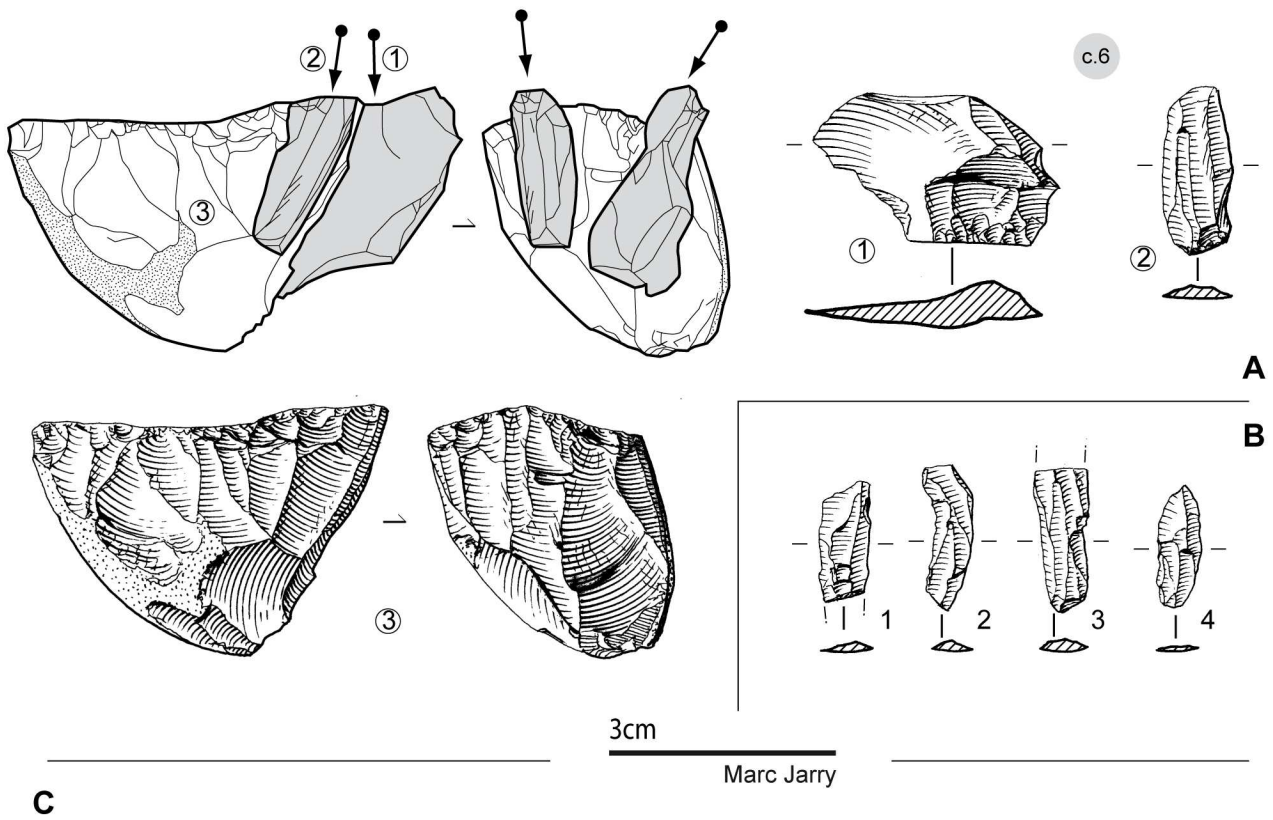 ② ①
c.6
③
① ②
A
B
③
1 2 3 4
3cm
Marc Jarry
C